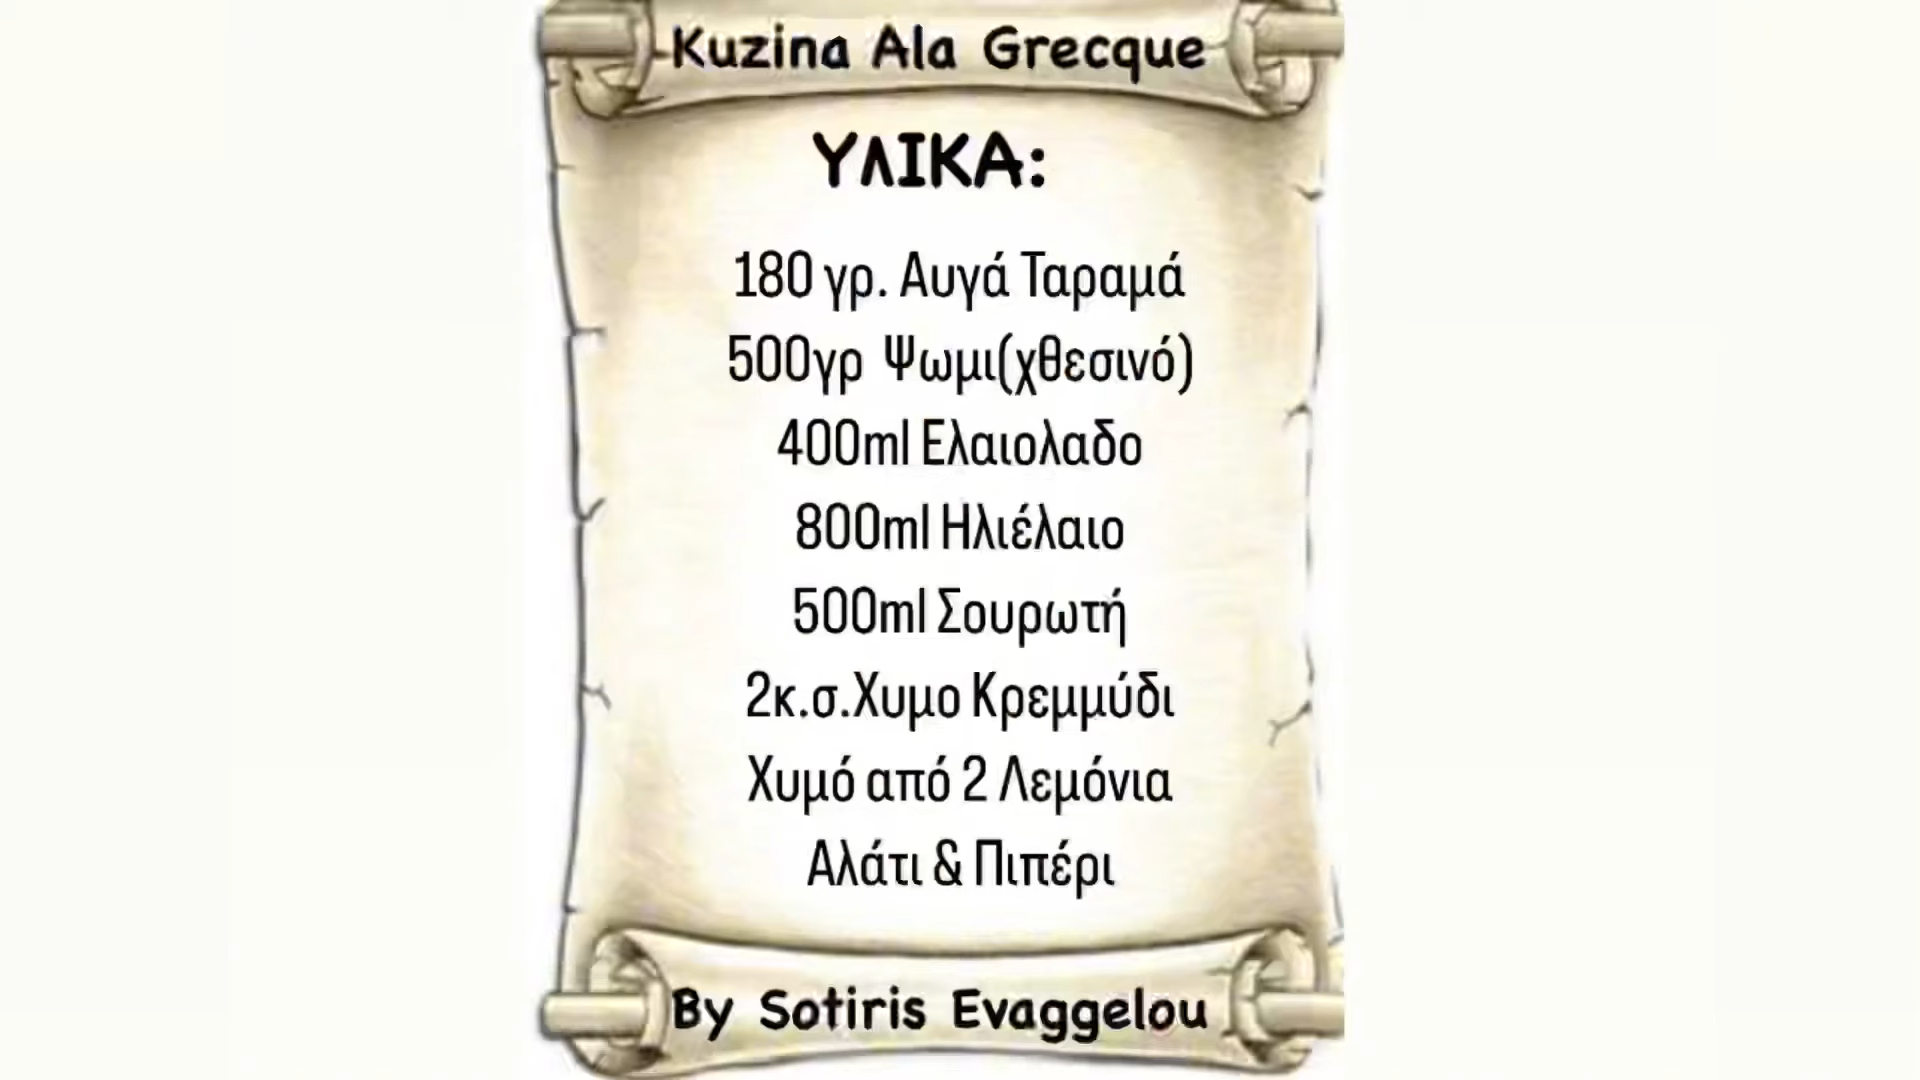 Kuzina Ala Grecque
ΥΛΙΚΑ:
180 γρ. Αυγά Ταραμά
500γρ Ψωμι(χθεσινό)
400ml Ελαιολαδο
800ml Ηλιέλαιο
500ml Σουρωτή
2κ.σ.Χυμο Κρεμμύδι
Χυμό από 2 Λεμόνια
Αλάτι & Πιπέρι
By Sotiris Evaggelou